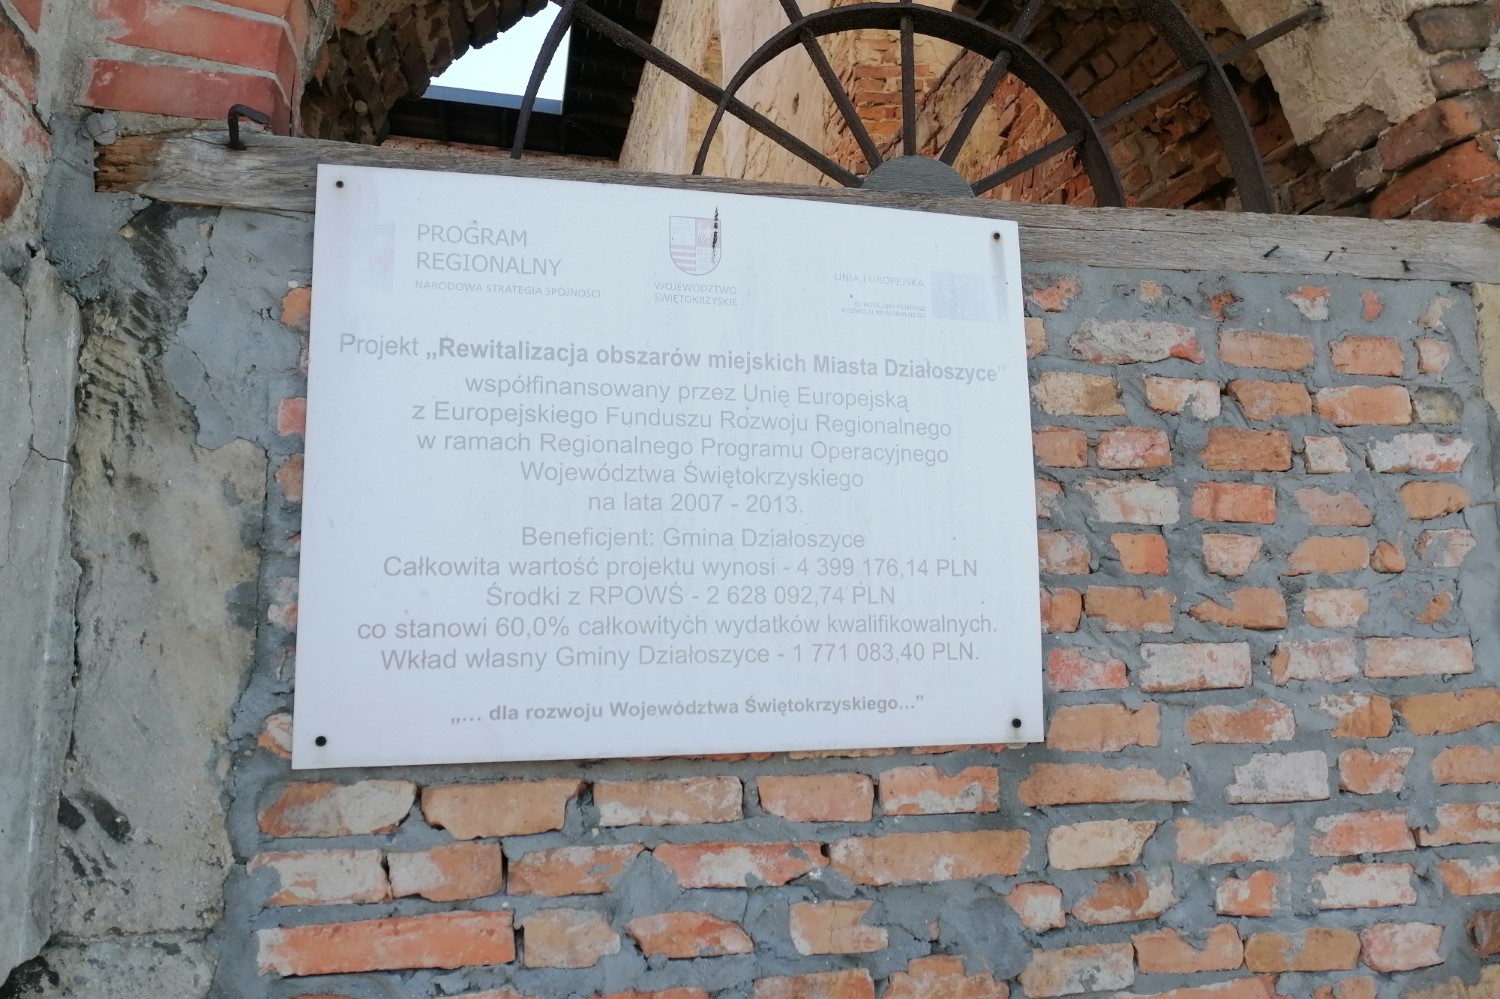 PROGRAM
REGIONALNY
NARODOWA STRATEGIA SPÓJNOŚCI
WOJEWÓDZTWO
ŚWIĘTOKRZYSKIE
UNIA EUROPEJSKA
EUROPEJSKI FUNDUSZ
ROZWOJU REGIONALNEGO
Projekt „Rewitalizacja obszarów miejskich Miasta Działoszyce"
współfinansowany przez Unię Europejską
z Europejskiego Funduszu Rozwoju Regionalnego
w ramach Regionalnego Programu Operacyjnego
Województwa Świętokrzyskiego
na lata 2007 - 2013.
Beneficjent: Gmina Działoszyce
Całkowita wartość projektu wynosi - 4 399 176,14 PLN
Środki z RPOWŚ - 2 628 092,74 PLN
co stanowi 60,0% całkowitych wydatków kwalifikowalnych.
Wkład własny Gminy Działoszyce - 1 771 083,40 PLN.
„... dla rozwoju Województwa Świętokrzyskiego..."